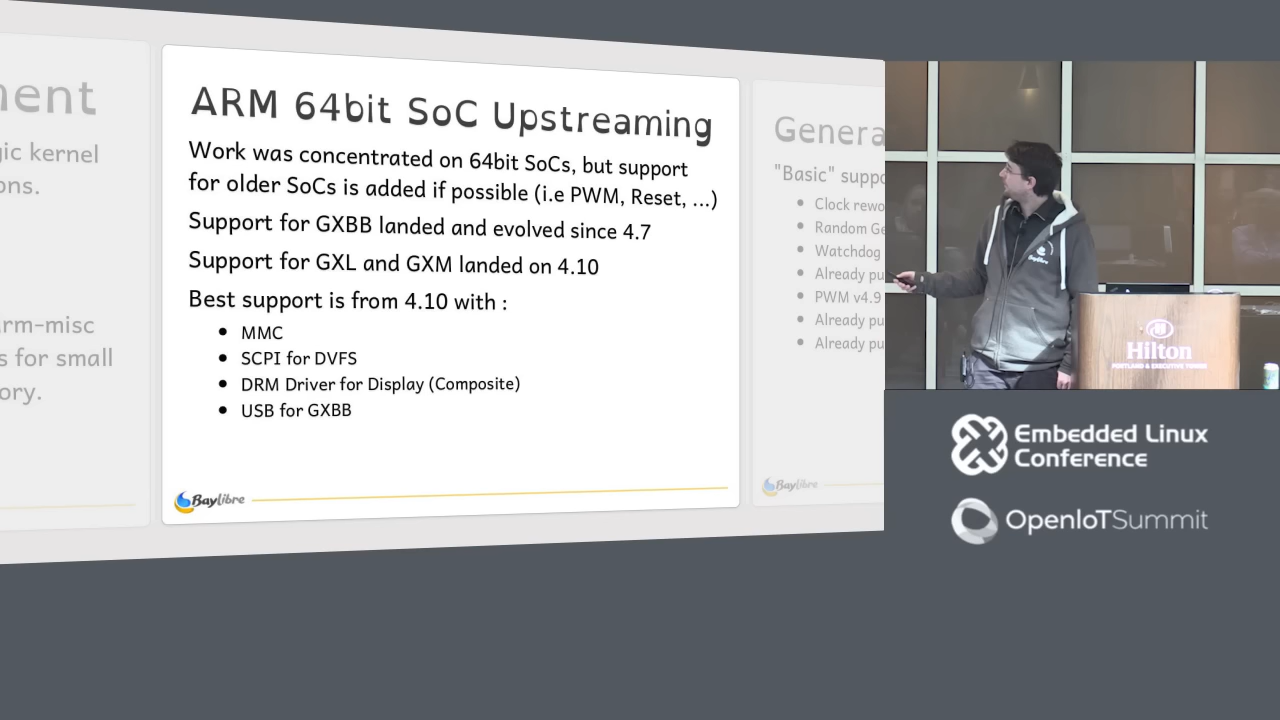 ent
gic kernel
ons.
arm-misc
s for small
ory.
ARM 64bit SoC Upstreaming
Work was concentrated on 64bit SoCs, but support
for older SoCs is added if possible (i.e PWM, Reset, ...)
Support for GXBB landed and evolved since 4.7
Support for GXL and GXM landed on 4.10
Best support is from 4.10 with :
• MMC
• SCPI for DVFS
• DRM Driver for Display (Composite)
• USB for GXBB
Baylibre
Genera
"Basic" suppo
• Clock rewo
• Random Ge
• Watchdog
• Already pu
• PWM v4.9
• Already pu
• Already pu
Baylibre
Baylibre
Hilton
PORTLAND & EXECUTIVE TOWER
Embedded Linux
Conference
OpenIoTSummit